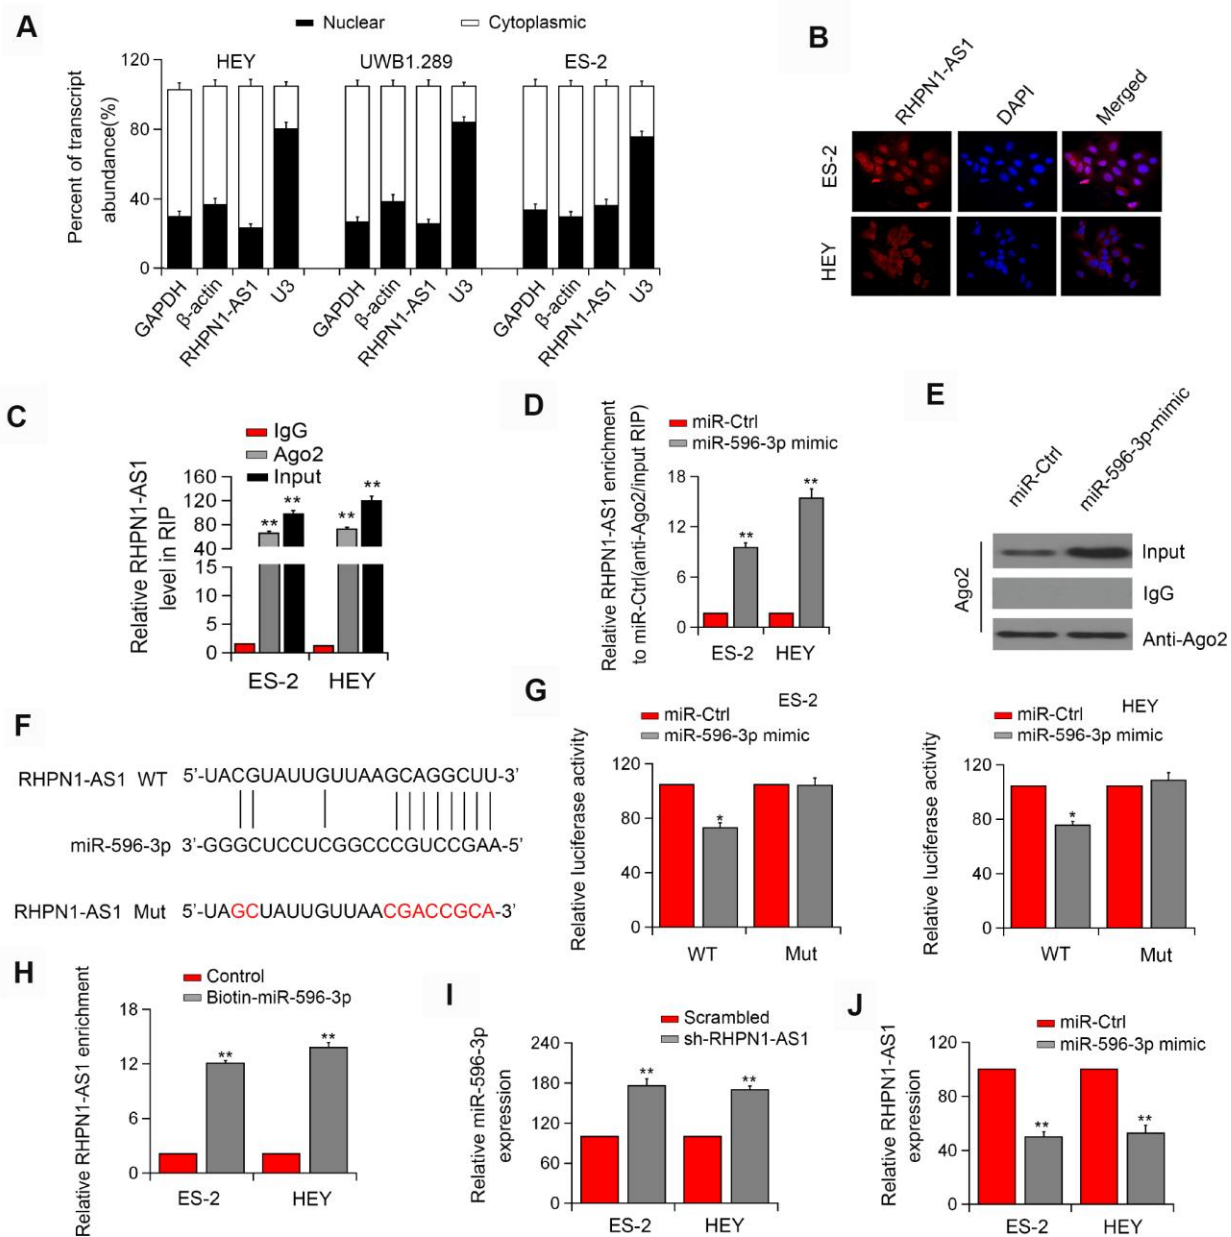 A
Nuclear
Cytoplasmic
HEY
UWB1.289
ES-2
Percent of transcript
abundance(%)
120
80
40
0
GAPDH
β-actin
RHPN1-AS1
U3
GAPDH
β-actin
RHPN1-AS1
U3
GAPDH
β-actin
RHPN1-AS1
U3
B
RHPN1-AS1
DAPI
Merged
ES-2
HEY
C
IgG
Ago2
Input
Relative RHPN1-AS1
level in RIP
160
120
80
40
15
10
5
0
**
**
**
**
ES-2
HEY
D
miR-Ctrl
miR-596-3p mimic
Relative RHPN1-AS1 enrichment
to miR-Ctrl(anti-Ago2/input RIP)
18
12
6
0
**
**
ES-2
HEY
E
miR-Ctrl
miR-596-3p-mimic
Ago2
Input
IgG
Anti-Ago2
F
RHPN1-AS1 WT 5'-UACGUAUUGUUAAGCAGGCUU-3'
miR-596-3p 3'-GGGCUCCUCGGCCCGUCCGAA-5'
RHPN1-AS1 Mut 5'-UAGCUAUUGUUAACGACCGCA-3'
G
ES-2
miR-Ctrl
miR-596-3p mimic
Relative luciferase activity
120
80
40
0
*
WT
Mut
HEY
miR-Ctrl
miR-596-3p mimic
Relative luciferase activity
120
80
40
0
*
WT
Mut
H
Control
Biotin-miR-596-3p
Relative RHPN1-AS1 enrichment
18
12
6
0
**
**
ES-2
HEY
I
Scrambled
sh-RHPN1-AS1
Relative miR-596-3p
expression
240
180
120
60
0
**
**
ES-2
HEY
J
miR-Ctrl
miR-596-3p mimic
Relative RHPN1-AS1
expression
120
80
40
0
**
**
ES-2
HEY